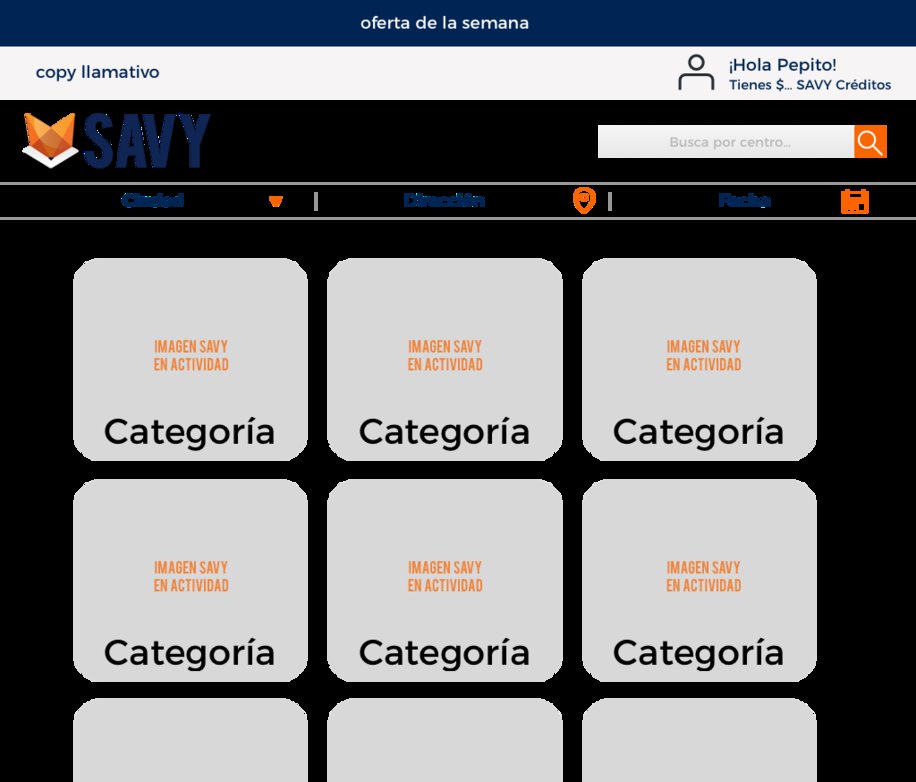 oferta de la semana
copy llamativo
¡Hola Pepito!
Tienes $... SAVY Créditos
SAVY
Busca por centro...
Ciudad
Dirección
Fecha
IMAGEN SAVY
EN ACTIVIDAD
Categoría
IMAGEN SAVY
EN ACTIVIDAD
Categoría
IMAGEN SAVY
EN ACTIVIDAD
Categoría
IMAGEN SAVY
EN ACTIVIDAD
Categoría
IMAGEN SAVY
EN ACTIVIDAD
Categoría
IMAGEN SAVY
EN ACTIVIDAD
Categoría